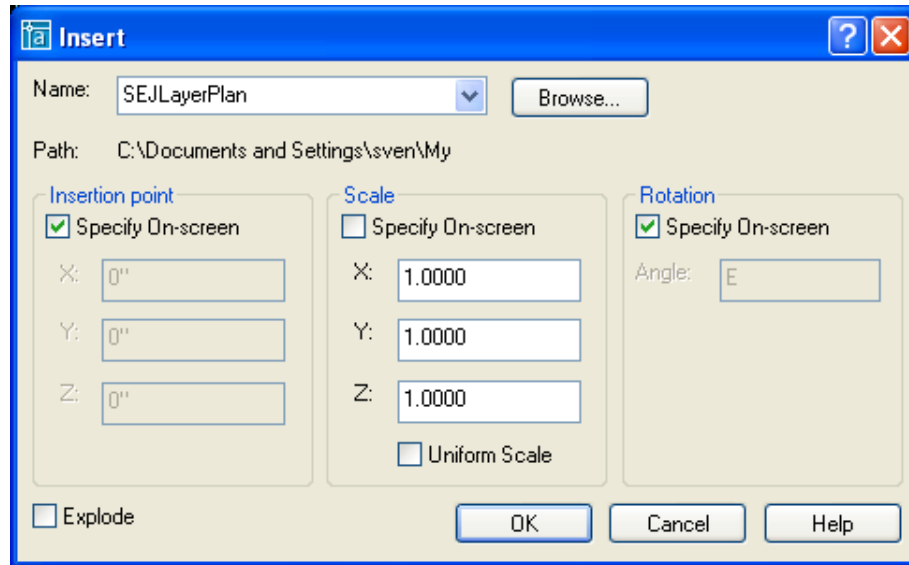 Insert
Name: SEJLayerPlan Browse...
Path: C:\Documents and Settings\sven\My
Insertion point
Specify On-screen
X: 0"
Y: 0"
Z: 0"
Scale
Specify On-screen
X: 1.0000
Y: 1.0000
Z: 1.0000
Uniform Scale
Rotation
Specify On-screen
Angle: E
Explode
OK Cancel Help